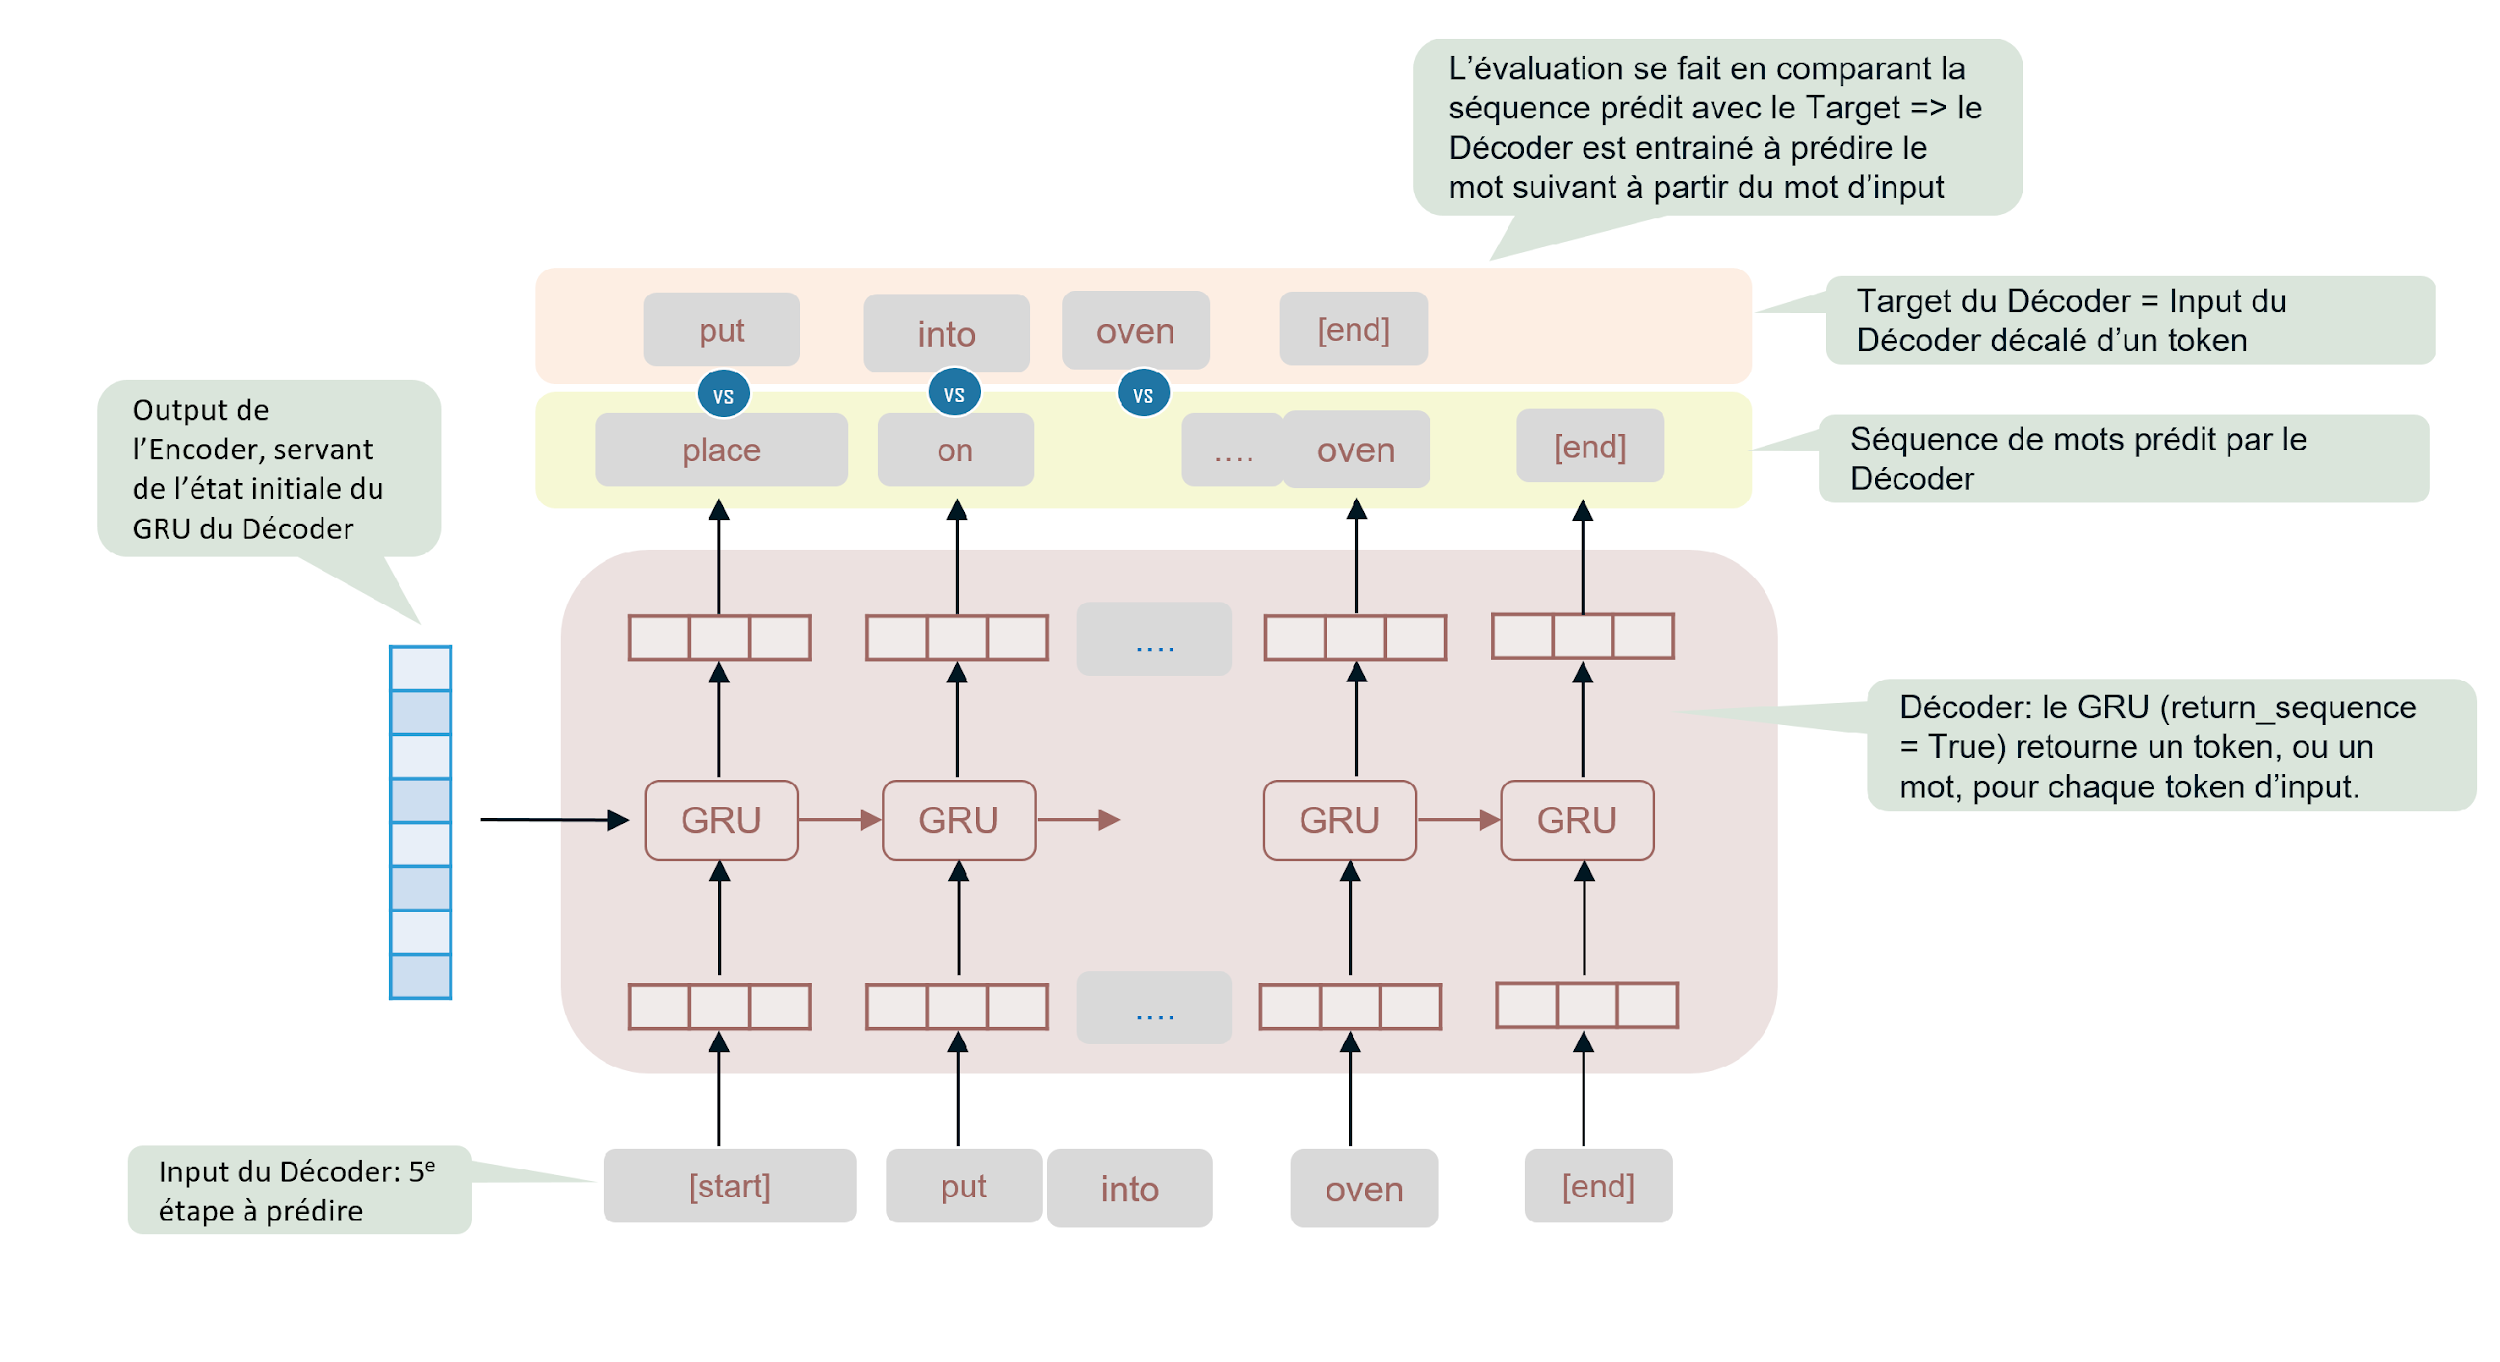 L’évaluation se fait en comparant la
séquence prédit avec le Target => le
Décoder est entrainé à prédire le
mot suivant à partir du mot d’input
put
into
oven
[end]
Target du Décoder = Input du
Décoder décalé d’un token
vs
vs
vs
Output de
l’Encoder, servant
de l’état initiale du
GRU du Décoder
place
on
....
oven
[end]
Séquence de mots prédit par le
Décoder
....
Décoder: le GRU (return_sequence
= True) retourne un token, ou un
mot, pour chaque token d’input.
GRU
GRU
GRU
GRU
....
Input du Décoder: 5e
étape à prédire
[start]
put
into
oven
[end]